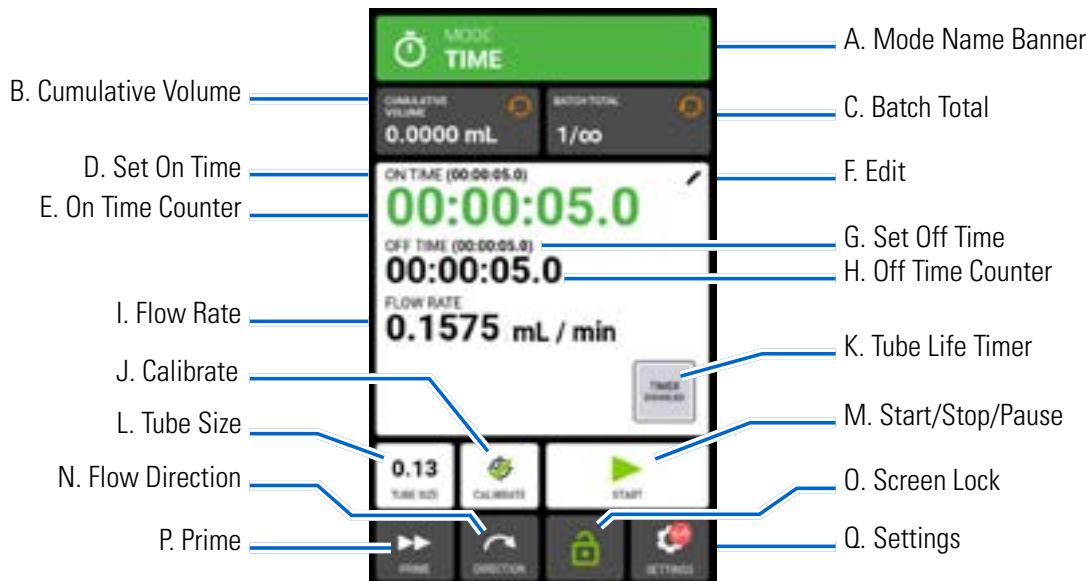 MODE
TIME
A. Mode Name Banner
B. Cumulative Volume
CUMULATIVE
VOLUME
0.0000 mL
BATCH TOTAL
1/∞
C. Batch Total
D. Set On Time
ON TIME (00:00:05.0)
F. Edit
E. On Time Counter
00:00:05.0
OFF TIME (00:00:05.0)
G. Set Off Time
00:00:05.0
H. Off Time Counter
I. Flow Rate
FLOW RATE
0.1575 mL / min
J. Calibrate
K. Tube Life Timer
TIMER
DISABLED
L. Tube Size
M. Start/Stop/Pause
0.13
TUBE SIZE
CALIBRATE
START
N. Flow Direction
O. Screen Lock
P. Prime
PRIME
DIRECTION
SETTINGS
Q. Settings